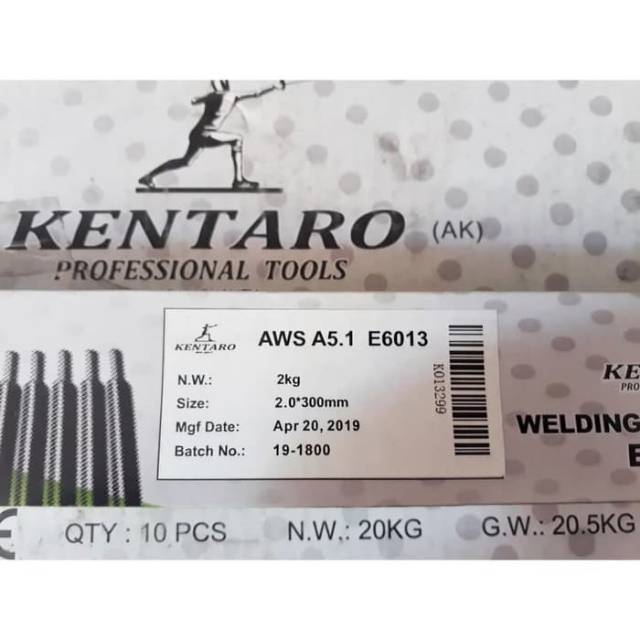 KENTARO (AK)
PROFESSIONAL TOOLS
KENTARO
AWS A5.1 E6013
N.W.: 2kg
Size: 2.0*300mm
Mgf Date: Apr 20, 2019
Batch No.: 19-1800
K013299
KE
PRO
WELDING
E
CE
QTY : 10 PCS N.W.: 20KG G.W.: 20.5KG